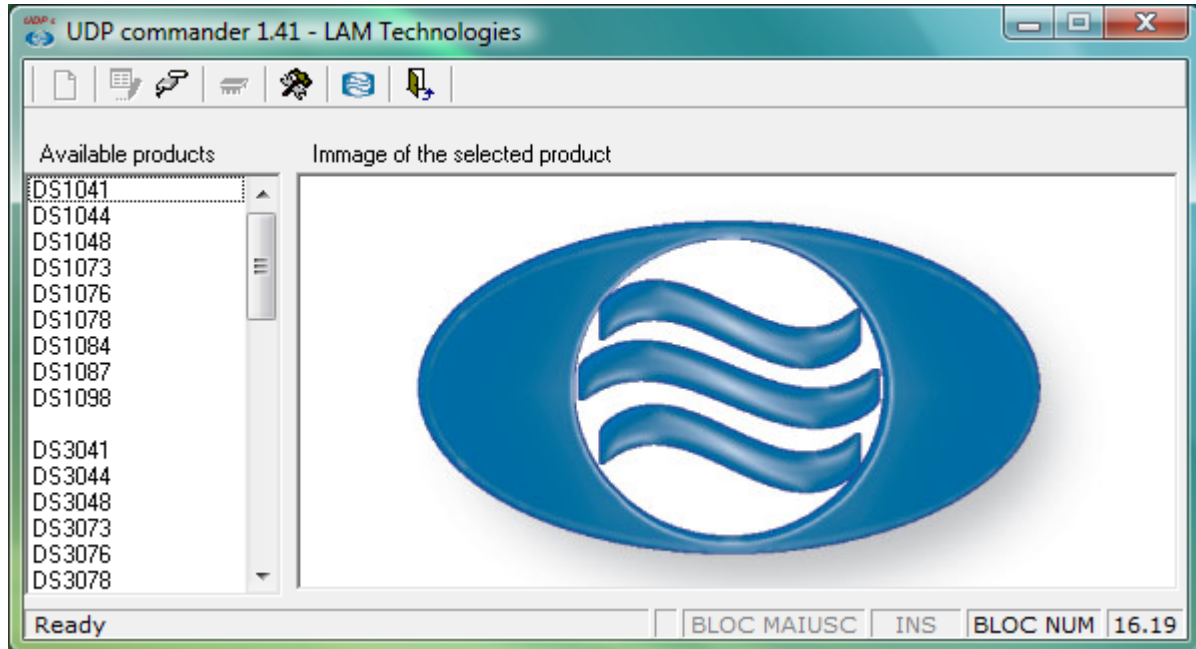 UDP commander 1.41 - LAM Technologies
Available products
Immage of the selected product
DS1041
DS1044
DS1048
DS1073
DS1076
DS1078
DS1084
DS1087
DS1098
DS3041
DS3044
DS3048
DS3073
DS3076
DS3078
Ready
BLOC MAIUSC
INS
BLOC NUM
16.19